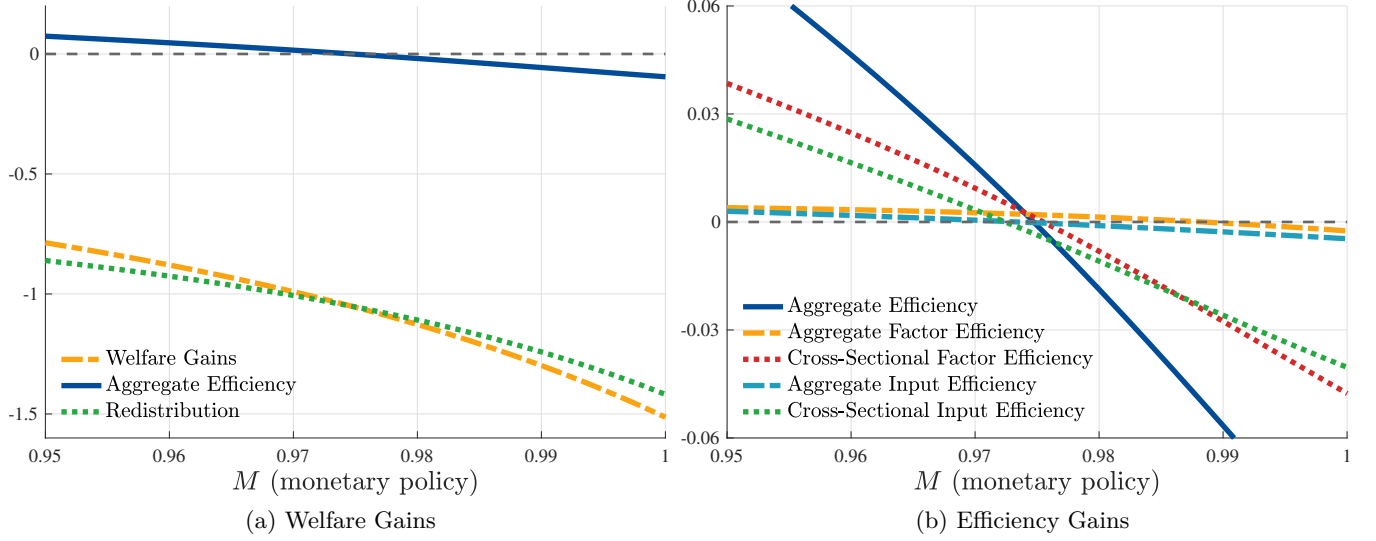 0
-0.5
-1
-1.5
Welfare Gains
Aggregate Efficiency
Redistribution
0.95 0.96 0.97 0.98 0.99 1
M (monetary policy)
(a) Welfare Gains
0.06
0.03
0
-0.03
-0.06
Aggregate Efficiency
Aggregate Factor Efficiency
Cross-Sectional Factor Efficiency
Aggregate Input Efficiency
Cross-Sectional Input Efficiency
0.95 0.96 0.97 0.98 0.99 1
M (monetary policy)
(b) Efficiency Gains